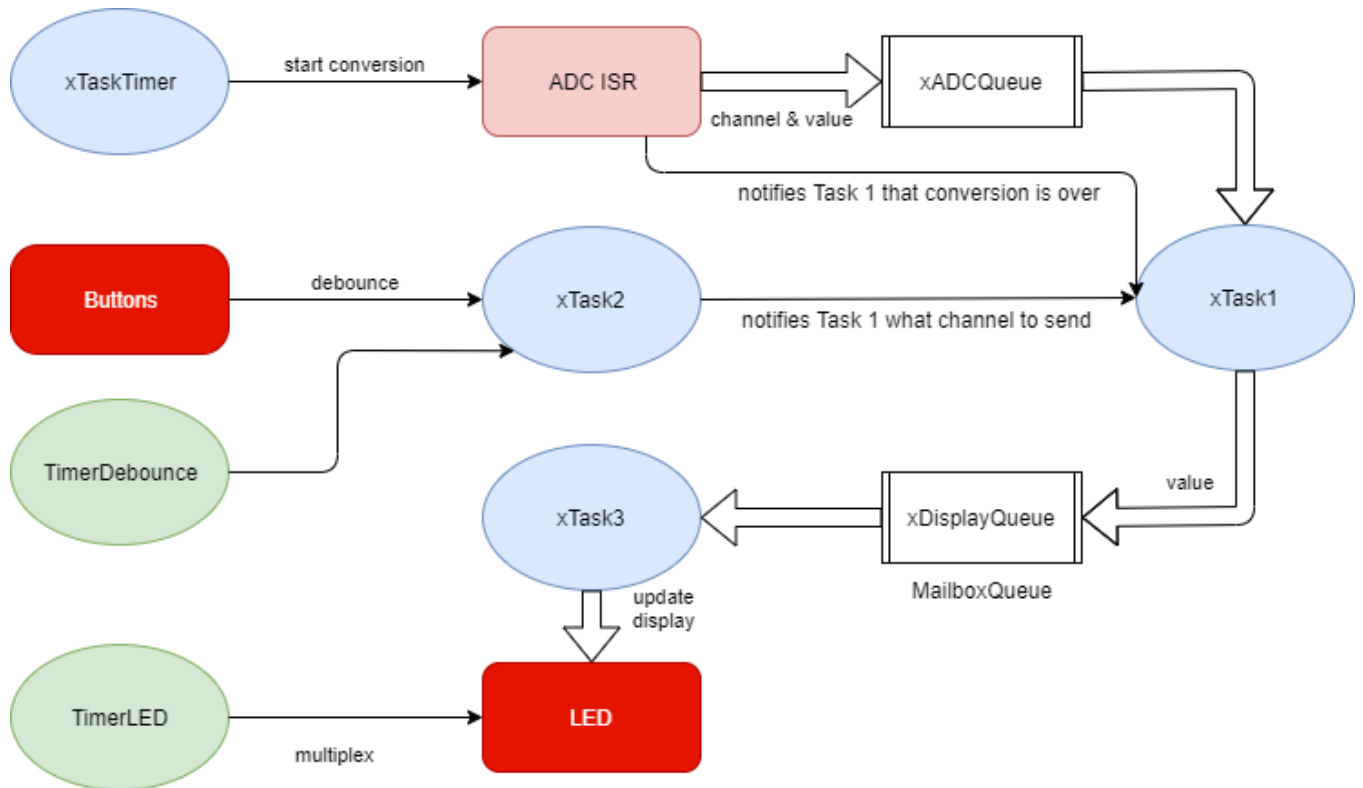 xTaskTimer
start conversion
ADC ISR
channel & value
xADCQueue
notifies Task 1 that conversion is over
Buttons
debounce
xTask2
notifies Task 1 what channel to send
xTask1
TimerDebounce
xTask3
xDisplayQueue
value
MailboxQueue
update
display
TimerLED
multiplex
LED